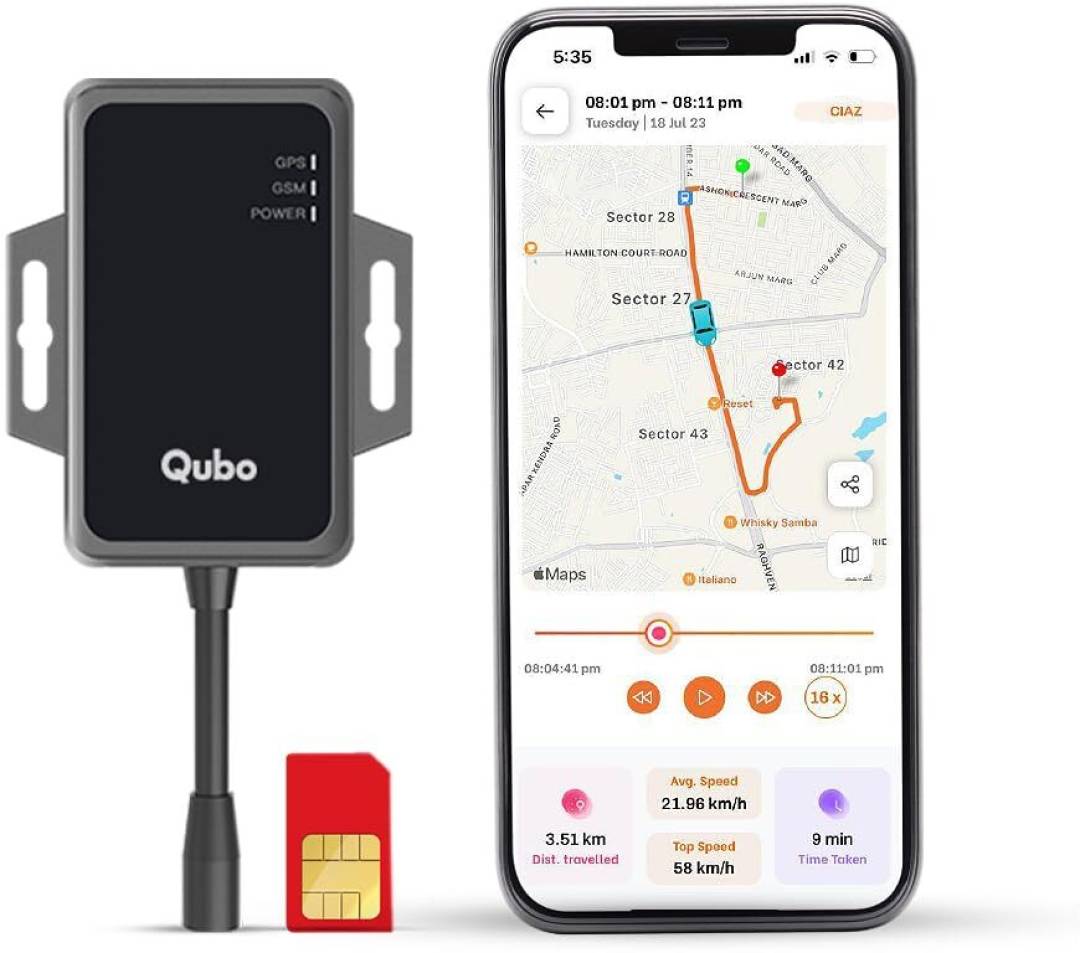 GPS
GSM
POWER
Qubo
5:35
08:01 pm - 08:11 pm
Tuesday | 18 Jul 23
CIAZ
ASHOK CRESCENT MARG
Sector 28
HAMILTON COURT ROAD
ARJUN MARG
CLUB MARG
Sector 27
Sector 42
Reset
Sector 43
Whisky Samba
RAGHVEN
Maps
Italiano
08:04:41 pm
08:11:01 pm
16 x
Avg. Speed
21.96 km/h
3.51 km
Dist. travelled
9 min
Time Taken
Top Speed
58 km/h